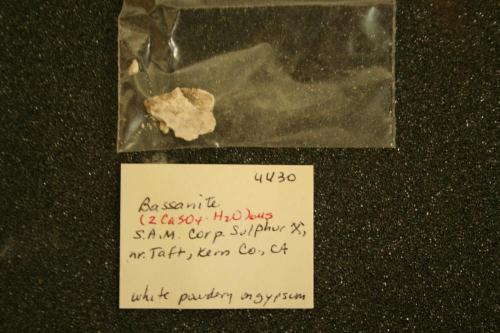 4430
Bassanite
(2CaSO4·H2O)
S.A.M. Corp. Sulphur X,
nr. Taft, Kern Co., CA
white powdery on gypsum